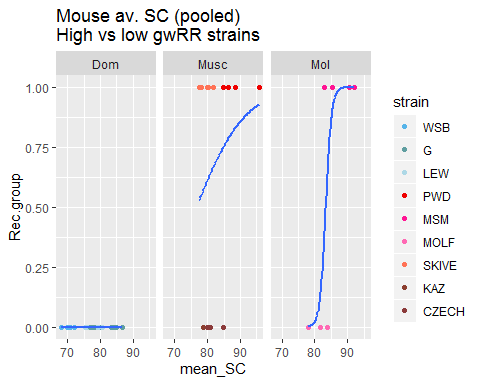 Mouse av. SC (pooled)
High vs low gwRR strains
Dom Musc Mol
1.00
0.75
0.50
0.25
0.00
Rec.group
70 80 90 70 80 90 70 80 90
mean_SC
strain
WSB
G
LEW
PWD
MSM
MOLF
SKIVE
KAZ
CZECH